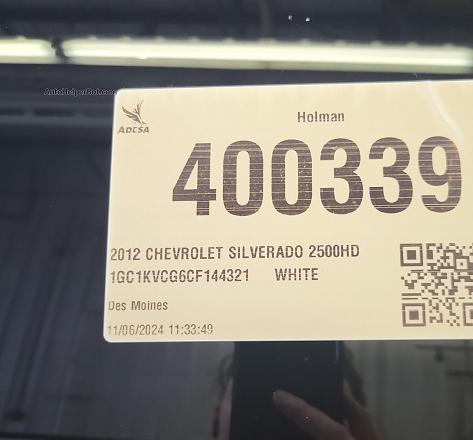 AutoHelperBot.com
ADESA
Holman
400339
2012 CHEVROLET SILVERADO 2500HD
1GC1KVCG6CF144321 WHITE
Des Moines
11/06/2024 11:33:49